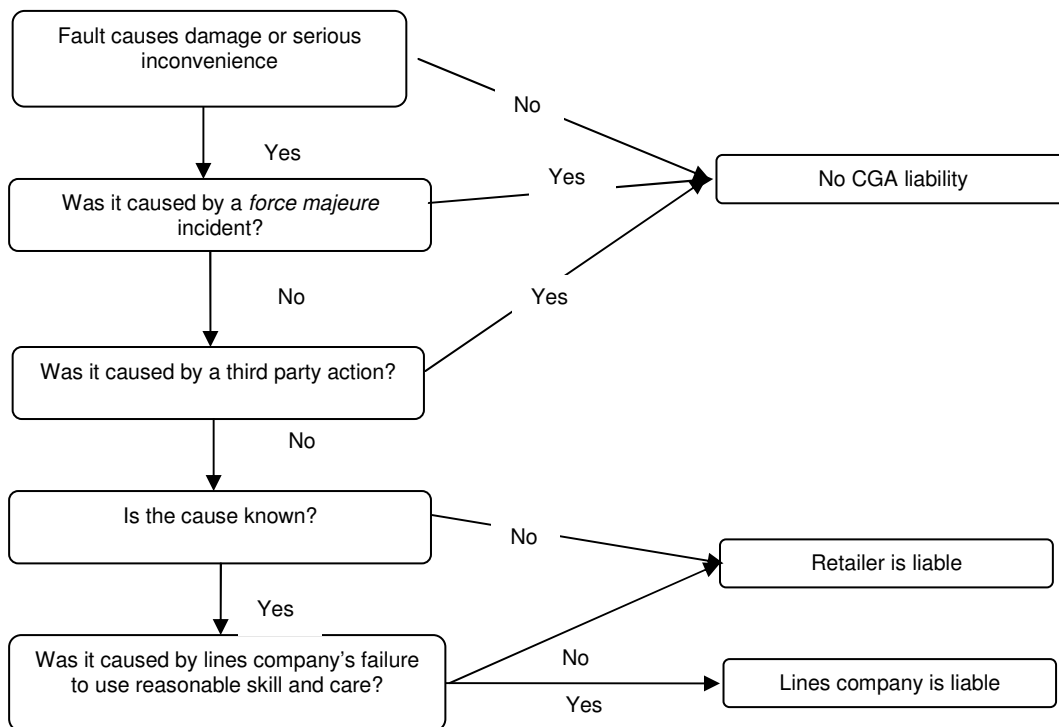 Fault causes damage or serious
inconvenience
No
Yes
Was it caused by a force majeure
incident?
Yes
No CGA liability
No
Yes
Was it caused by a third party action?
No
Is the cause known?
No
Retailer is liable
Yes
Was it caused by lines company’s failure
to use reasonable skill and care?
No
Yes
Lines company is liable